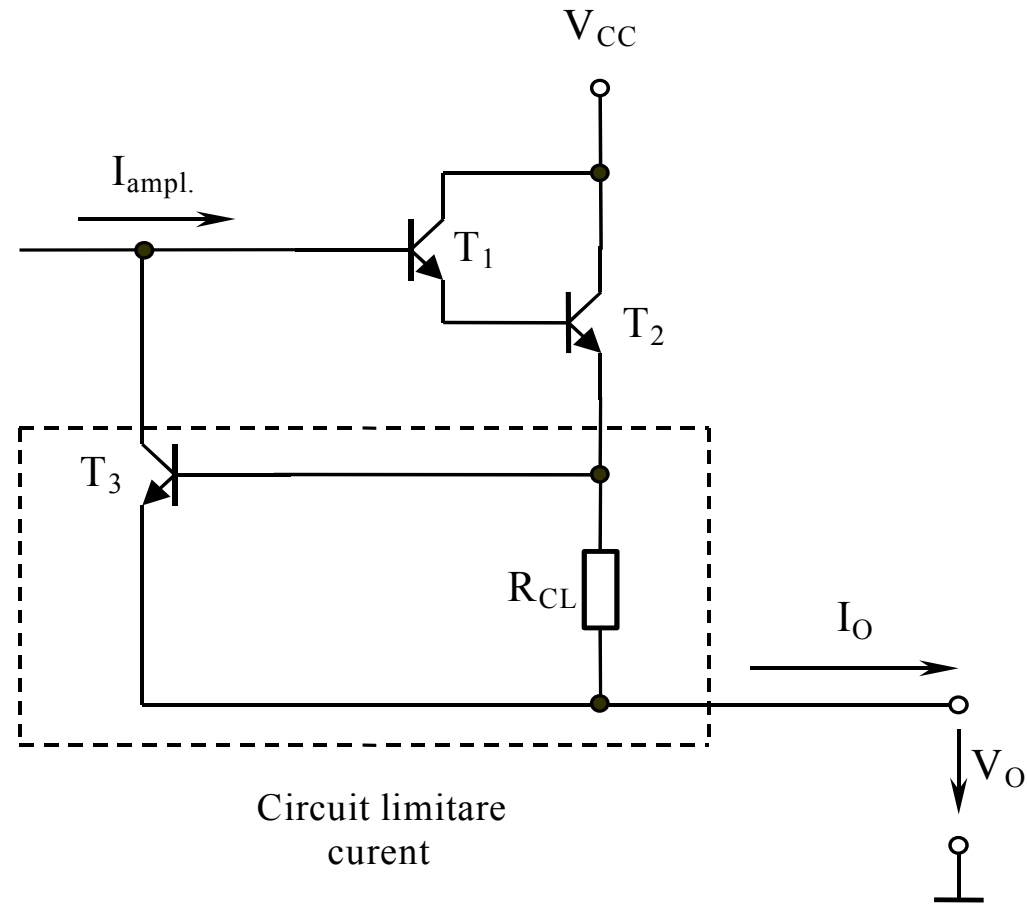 V_CC
I_ampl.
T_1
T_2
T_3
R_CL
I_O
V_O
Circuit limitare
curent